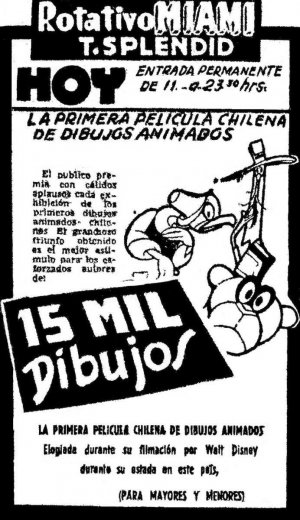 Rotativo MIAMI
T. SPLENDID
HOY
ENTRADA PERMANENTE
DE 11.-a.23 30 hrs.
LA PRIMERA PELICULA CHILENA
DE DIBUJOS ANIMADOS
El publico pre-
mia con cálidos
aplausos cada ex-
hibición de los
primeros dibujos
animados- chile-
nos El grandioso
triunfo obtenido
es el mejor estí-
mulo para los es-
forzados autores
de:
15 MIL
Dibujos
LA PRIMERA PELICULA CHILENA DE DIBUJOS ANIMADOS
Elogiada durante su filmación por Walt Disney
durante su estada en este país,
(PARA MAYORES Y MENORES)